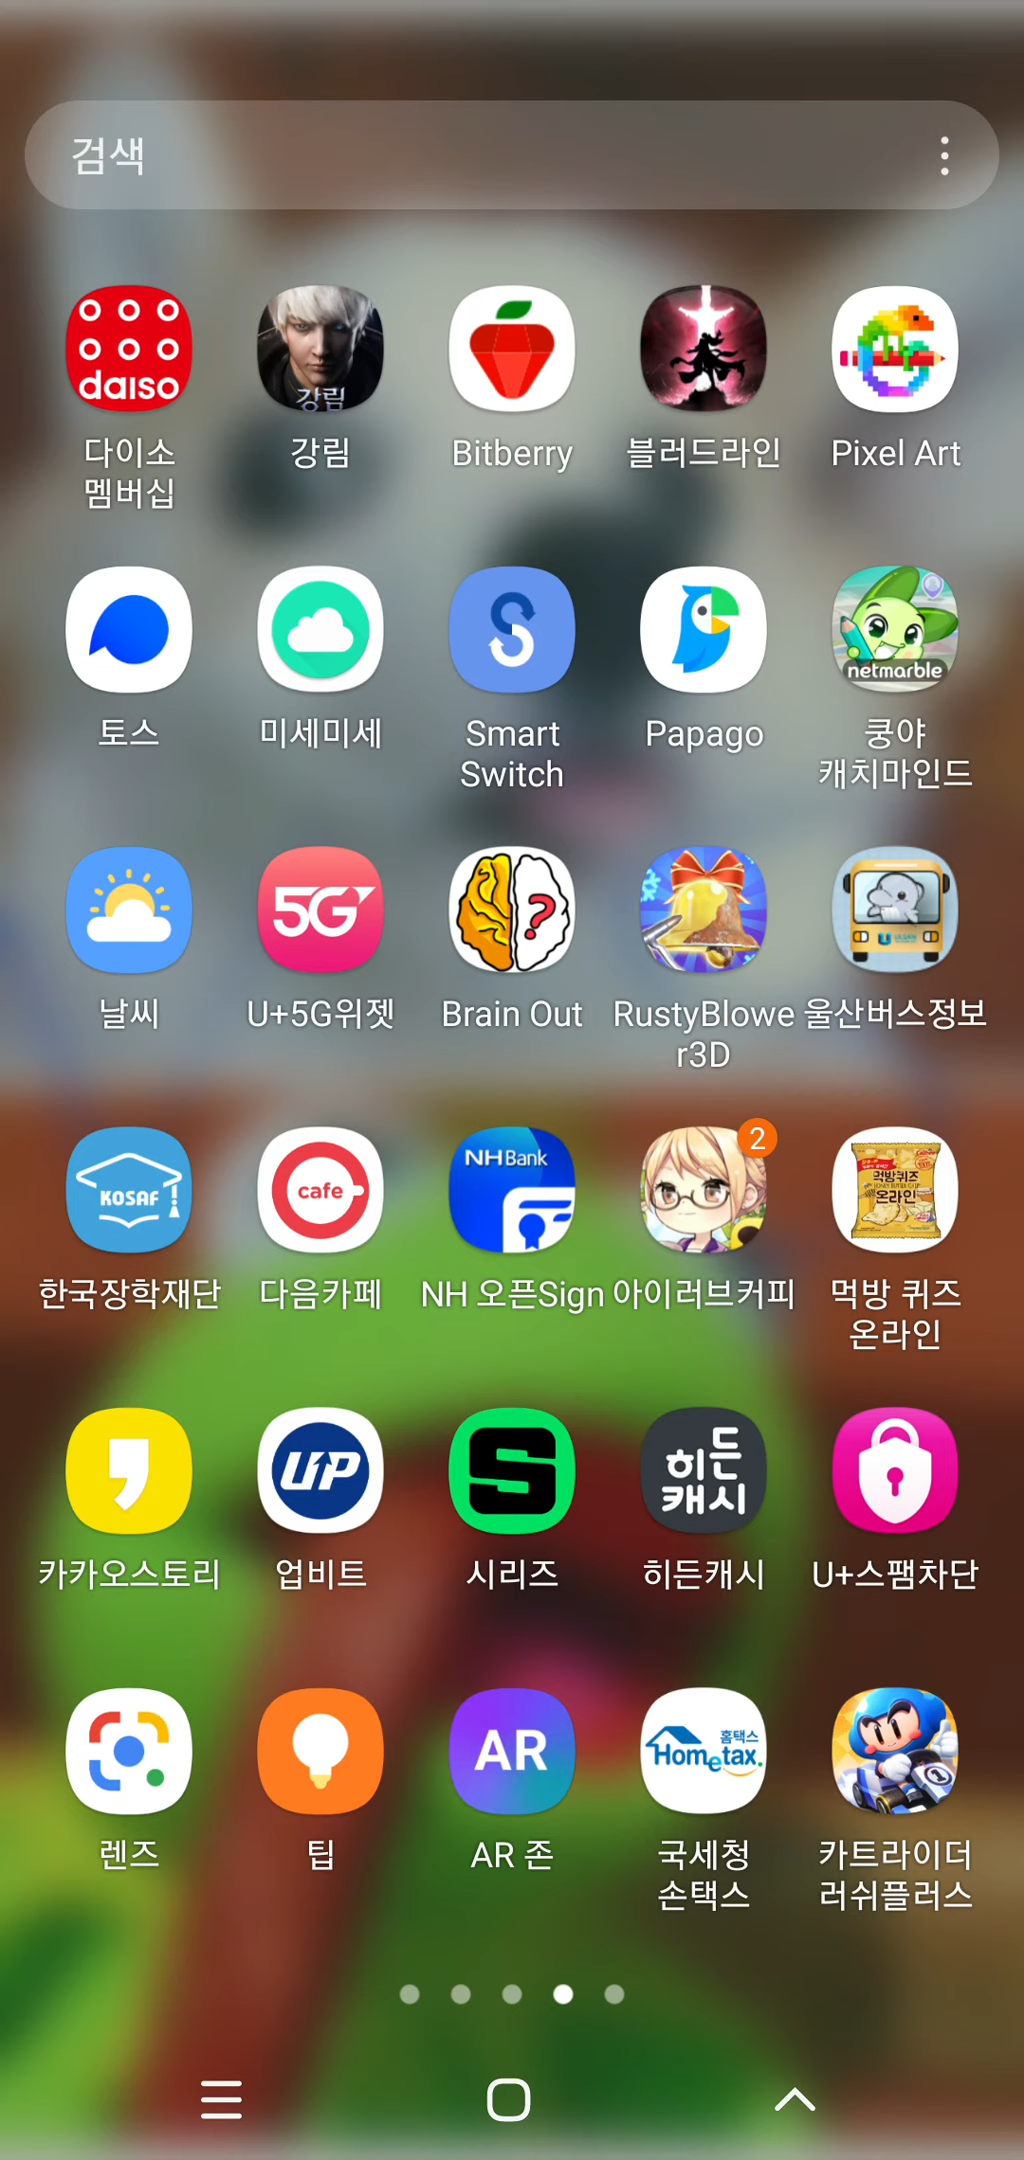 검색
daiso
강림
다이소
멤버십
강림
Bitberry
블러드라인
Pixel Art
netmarble
토스
미세미세
Smart
Switch
Papago
쿵야
캐치마인드
5G
날씨
U+5G위젯
Brain Out
RustyBlowe
r3D
울산버스정보
KOSAF
cafe
NH Bank
2
먹방퀴즈
온라인
한국장학재단
다음카페
NH 오픈Sign
아이러브커피
먹방 퀴즈
온라인
UP
S
히든
캐시
카카오스토리
업비트
시리즈
히든캐시
U+스팸차단
AR
홈택스
Hometax.
1
렌즈
팁
AR 존
국세청
손택스
카트라이더
러쉬플러스